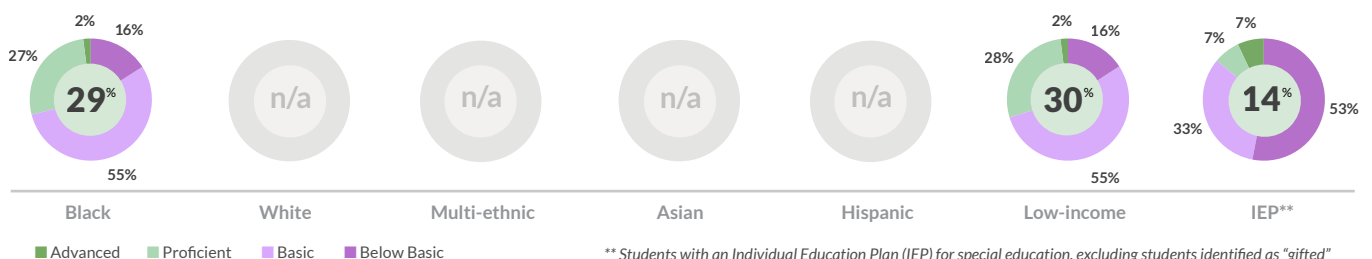 2% 16% 27% 29% 55%
n/a
n/a
n/a
n/a
2% 16% 28% 30% 55%
7% 7% 14% 53% 33%
Black White Multi-ethnic Asian Hispanic Low-income IEP**
Advanced Proficient Basic Below Basic
** Students with an Individual Education Plan (IEP) for special education, excluding students identified as “gifted”